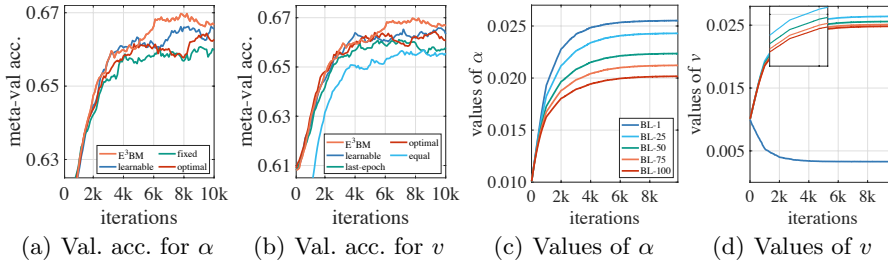 meta-val acc.
0.67
0.65
0.63
E³BM
learnable
fixed
optimal
0 2k 4k 6k 8k 10k
iterations
(a) Val. acc. for α
meta-val acc.
0.67
0.65
0.63
0.61
E³BM
learnable
last-epoch
optimal
equal
0 2k 4k 6k 8k 10k
iterations
(b) Val. acc. for v
values of α
0.025
0.020
0.015
0.010
BL-1
BL-25
BL-50
BL-75
BL-100
0 2k 4k 6k 8k
iterations
(c) Values of α
values of v
0.025
0.015
0.005
0 2k 4k 6k 8k
iterations
(d) Values of v